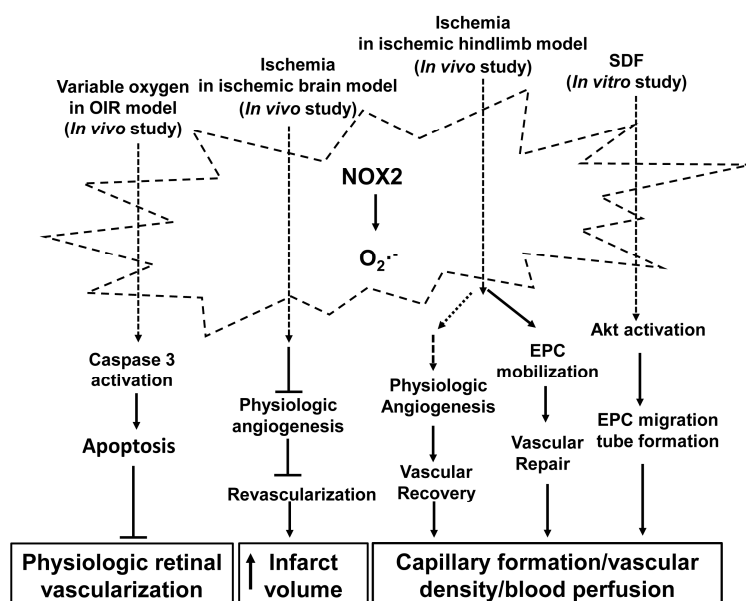 Variable oxygen
in OIR model
(In vivo study)
Ischemia
in ischemic brain model
(In vivo study)
Ischemia
in ischemic hindlimb model
(In vivo study)
SDF
(In vitro study)
NOX2
O₂·-
Caspase 3
activation
Apoptosis
Physiologic
angiogenesis
Revascularization
Physiologic
Angiogenesis
Vascular
Recovery
EPC
mobilization
Vascular
Repair
Akt activation
EPC migration
tube formation
Physiologic retinal
vascularization
Infarct
volume
Capillary formation/vascular
density/blood perfusion